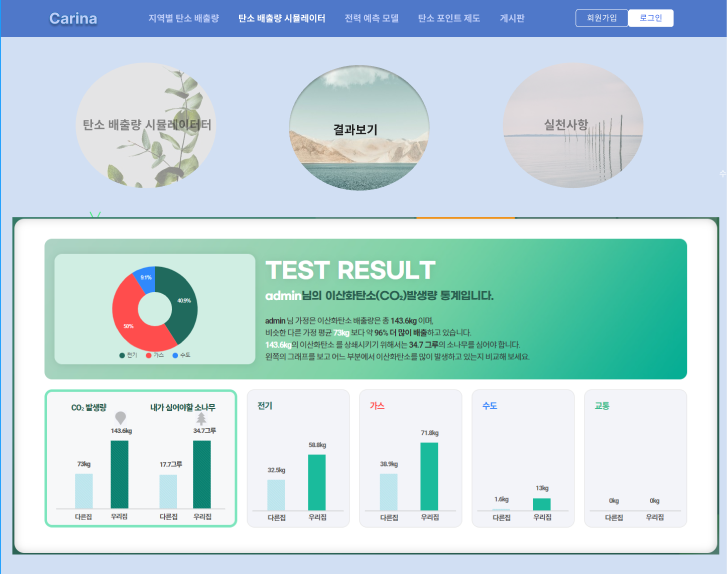 Carina
지역별 탄소 배출량
탄소 배출량 시뮬레이터
전력 예측 모델
탄소 포인트 제도
게시판
회원가입
로그인
탄소 배출량 시뮬레이터터
결과보기
실천사항
수
TEST RESULT
admin님의 이산화탄소(CO₂)발생량 통계입니다.
9.1%
40.9%
50%
전기 가스 수도
admin 님 가정은 이산화탄소 배출량은 총 143.6kg 이며,
비슷한 다른 가정 평균 73kg 보다 약 96% 더 많이 배출하고 있습니다.
143.6kg의 이산화탄소 를 상쇄시키기 위해서는 34.7 그루의 소나무를 심어야 합니다.
왼쪽의 그래프를 보고 어느 부분에서 이산화탄소를 많이 발생하고 있는지 비교해 보세요.
CO₂ 발생량
73kg
143.6kg
다른집 우리집
내가 심어야할 소나무
17.7그루
34.7그루
다른집 우리집
전기
32.5kg
58.8kg
다른집 우리집
가스
38.9kg
71.8kg
다른집 우리집
수도
1.6kg
13kg
다른집 우리집
교통
0kg
0kg
다른집 우리집